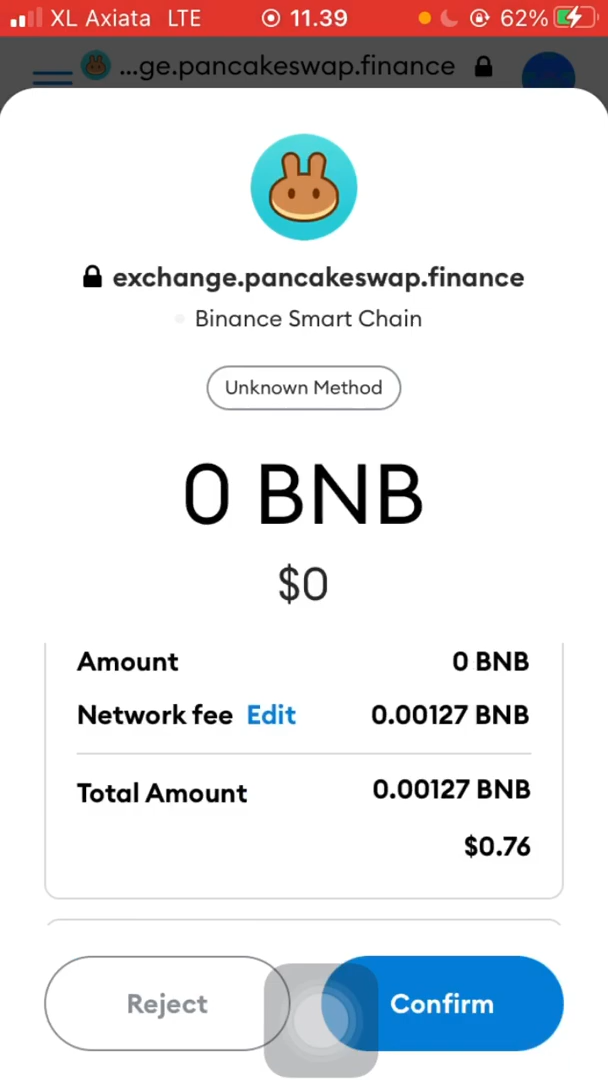 XL Axiata LTE 11.39 62%
...ge.pancakeswap.finance
exchange.pancakeswap.finance
Binance Smart Chain
Unknown Method
0 BNB
$0
Amount 0 BNB
Network fee Edit 0.00127 BNB
Total Amount 0.00127 BNB
$0.76
Reject Confirm